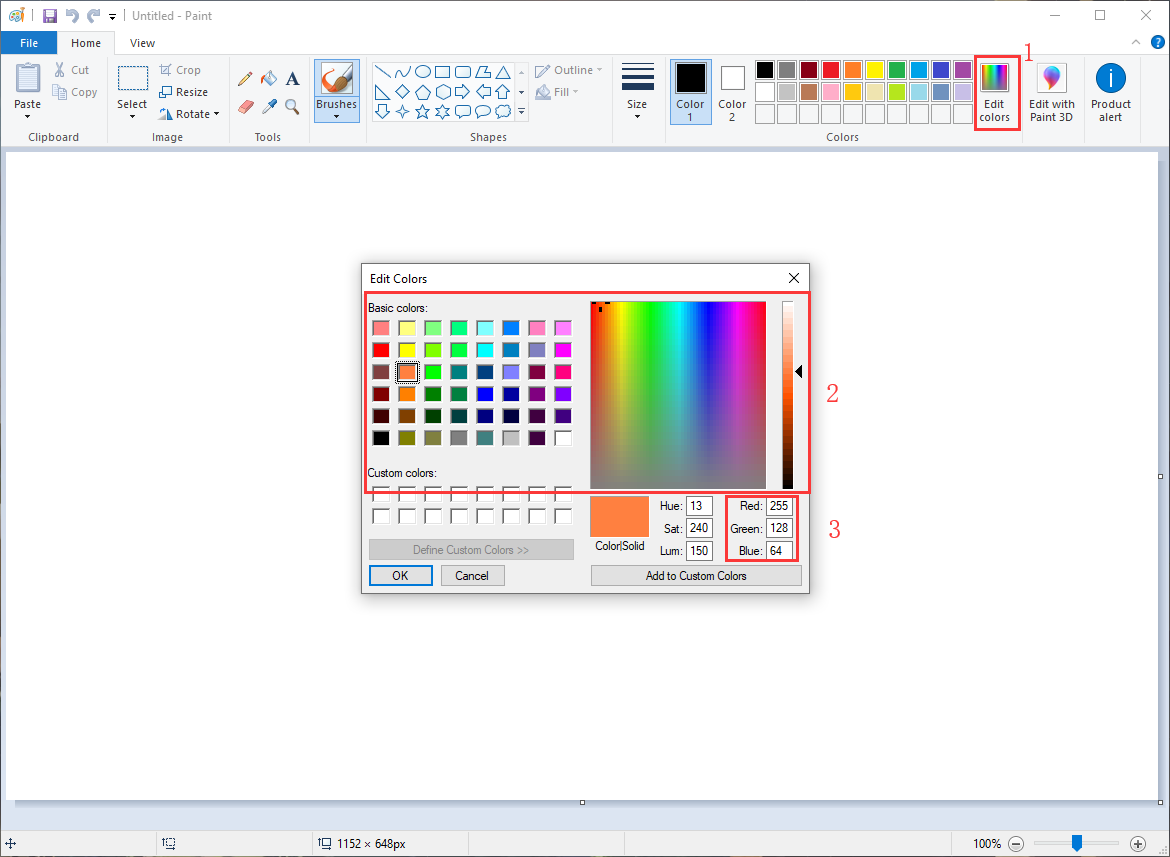 Untitled - Paint
File Home View
1
Paste
Cut
Copy
Clipboard
Select
Crop
Resize
Rotate
Image
A
Tools
Brushes
Outline
Fill
Shapes
Size
Color
1
Color
2
Colors
Edit
colors
Edit with
Paint 3D
Product
alert
Edit Colors
Basic colors:
2
Custom colors:
Define Custom Colors >>
OK
Cancel
Color|Solid
Hue: 13
Sat: 240
Lum: 150
Red: 255
Green: 128
Blue: 64
3
Add to Custom Colors
1152 × 648px
100%